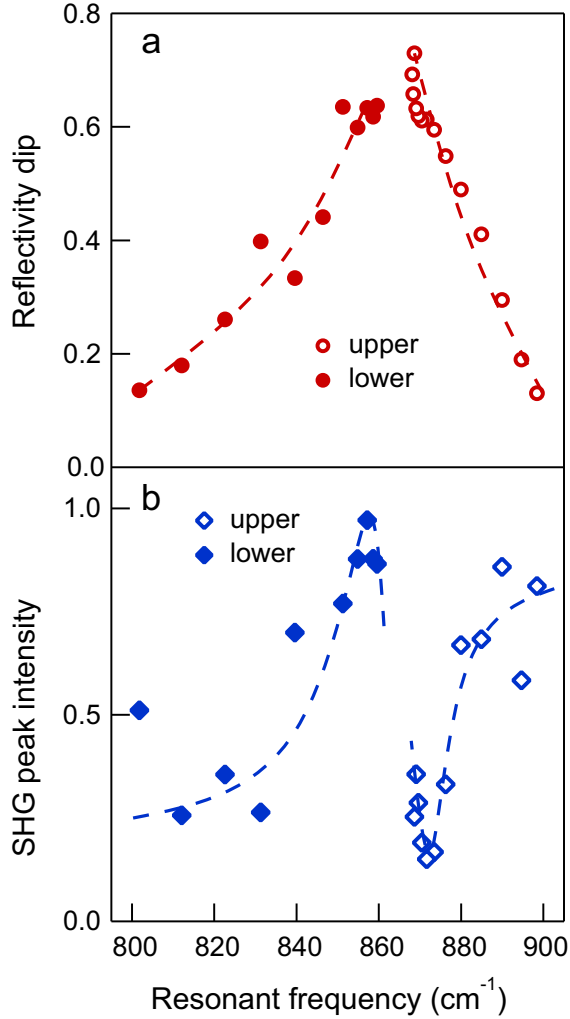 0.8
a
0.6
0.4
0.2
0.0
Reflectivity dip
upper
lower
b
1.0
0.5
0.0
SHG peak intensity
upper
lower
800
820
840
860
880
900
Resonant frequency (cm⁻¹)